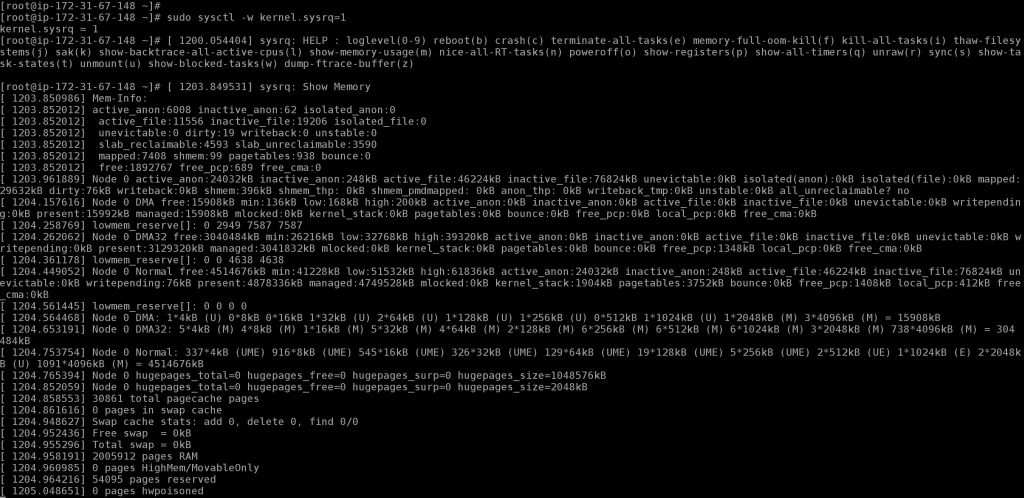 [root@ip-172-31-67-148 ~]#
[root@ip-172-31-67-148 ~]# sudo sysctl -w kernel.sysrq=1
kernel.sysrq = 1
[root@ip-172-31-67-148 ~]# [ 1200.054404] sysrq: HELP : loglevel(0-9) reboot(b) crash(c) terminate-all-tasks(e) memory-full-oom-kill(f) kill-all-tasks(i) thaw-filesy
stems(j) sak(k) show-backtrace-all-active-cpus(l) show-memory-usage(m) nice-all-RT-tasks(n) poweroff(o) show-registers(p) show-all-timers(q) unraw(r) sync(s) show-ta
sk-states(t) unmount(u) show-blocked-tasks(w) dump-ftrace-buffer(z)

[root@ip-172-31-67-148 ~]# [ 1203.849531] sysrq: Show Memory
[ 1203.850986] Mem-Info:
[ 1203.852012] active_anon:6008 inactive_anon:62 isolated_anon:0
[ 1203.852012]  active_file:11556 inactive_file:19206 isolated_file:0
[ 1203.852012]  unevictable:0 dirty:19 writeback:0 unstable:0
[ 1203.852012]  slab_reclaimable:4593 slab_unreclaimable:3590
[ 1203.852012]  mapped:7408 shmem:99 pagetables:938 bounce:0
[ 1203.852012]  free:1892767 free_pcp:689 free_cma:0
[ 1203.961889] Node 0 active_anon:24032kB inactive_anon:248kB active_file:46224kB inactive_file:76824kB unevictable:0kB isolated(anon):0kB isolated(file):0kB mapped:
29632kB dirty:76kB writeback:0kB shmem:396kB shmem_thp: 0kB shmem_pmdmapped: 0kB anon_thp: 0kB writeback_tmp:0kB unstable:0kB all_unreclaimable? no
[ 1204.157616] Node 0 DMA free:15908kB min:136kB low:168kB high:200kB active_anon:0kB inactive_anon:0kB active_file:0kB inactive_file:0kB unevictable:0kB writependin
g:0kB present:15992kB managed:15908kB mlocked:0kB kernel_stack:0kB pagetables:0kB bounce:0kB free_pcp:0kB local_pcp:0kB free_cma:0kB
[ 1204.258769] lowmem_reserve[]: 0 2949 7587 7587
[ 1204.262062] Node 0 DMA32 free:3040484kB min:26216kB low:32768kB high:39320kB active_anon:0kB inactive_anon:0kB active_file:0kB inactive_file:0kB unevictable:0kB w
ritepending:0kB present:3129320kB managed:3041832kB mlocked:0kB kernel_stack:0kB pagetables:0kB bounce:0kB free_pcp:1348kB local_pcp:0kB free_cma:0kB
[ 1204.361178] lowmem_reserve[]: 0 0 4638 4638
[ 1204.449052] Node 0 Normal free:4514676kB min:41228kB low:51532kB high:61836kB active_anon:24032kB inactive_anon:248kB active_file:46224kB inactive_file:76824kB un
evictable:0kB writepending:76kB present:4878336kB managed:4749528kB mlocked:0kB kernel_stack:1904kB pagetables:3752kB bounce:0kB free_pcp:1408kB local_pcp:412kB free
_cma:0kB
[ 1204.561445] lowmem_reserve[]: 0 0 0 0
[ 1204.564468] Node 0 DMA: 1*4kB (U) 0*8kB 0*16kB 1*32kB (U) 2*64kB (U) 1*128kB (U) 1*256kB (U) 0*512kB 1*1024kB (U) 1*2048kB (M) 3*4096kB (M) = 15908kB
[ 1204.653191] Node 0 DMA32: 5*4kB (M) 4*8kB (M) 1*16kB (M) 5*32kB (M) 4*64kB (M) 2*128kB (M) 6*256kB (M) 6*512kB (M) 6*1024kB (M) 3*2048kB (M) 738*4096kB (M) = 304
484kB
[ 1204.753754] Node 0 Normal: 337*4kB (UME) 916*8kB (UME) 545*16kB (UME) 326*32kB (UME) 129*64kB (UME) 19*128kB (UME) 5*256kB (UME) 2*512kB (UE) 1*1024kB (E) 2*2048k
B (U) 1091*4096kB (M) = 4514676kB
[ 1204.765394] Node 0 hugepages_total=0 hugepages_free=0 hugepages_surp=0 hugepages_size=1048576kB
[ 1204.852059] Node 0 hugepages_total=0 hugepages_free=0 hugepages_surp=0 hugepages_size=2048kB
[ 1204.858553] 30861 total pagecache pages
[ 1204.861616] 0 pages in swap cache
[ 1204.948627] Swap cache stats: add 0, delete 0, find 0/0
[ 1204.952436] Free swap  = 0kB
[ 1204.955296] Total swap = 0kB
[ 1204.958191] 2005912 pages RAM
[ 1204.960985] 0 pages HighMem/MovableOnly
[ 1204.964216] 54095 pages reserved
[ 1205.048651] 0 pages hwpoisoned